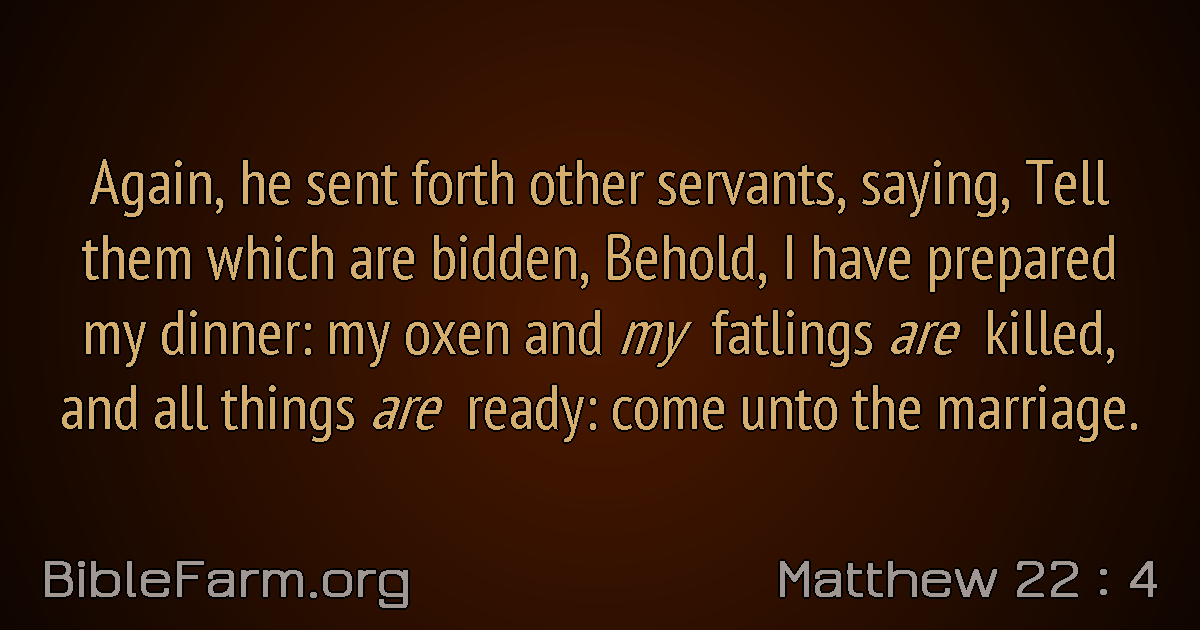 Again, he sent forth other servants, saying, Tell
them which are bidden, Behold, I have prepared
my dinner: my oxen and my fatlings are killed,
and all things are ready: come unto the marriage.
BibleFarm.org
Matthew 22 : 4